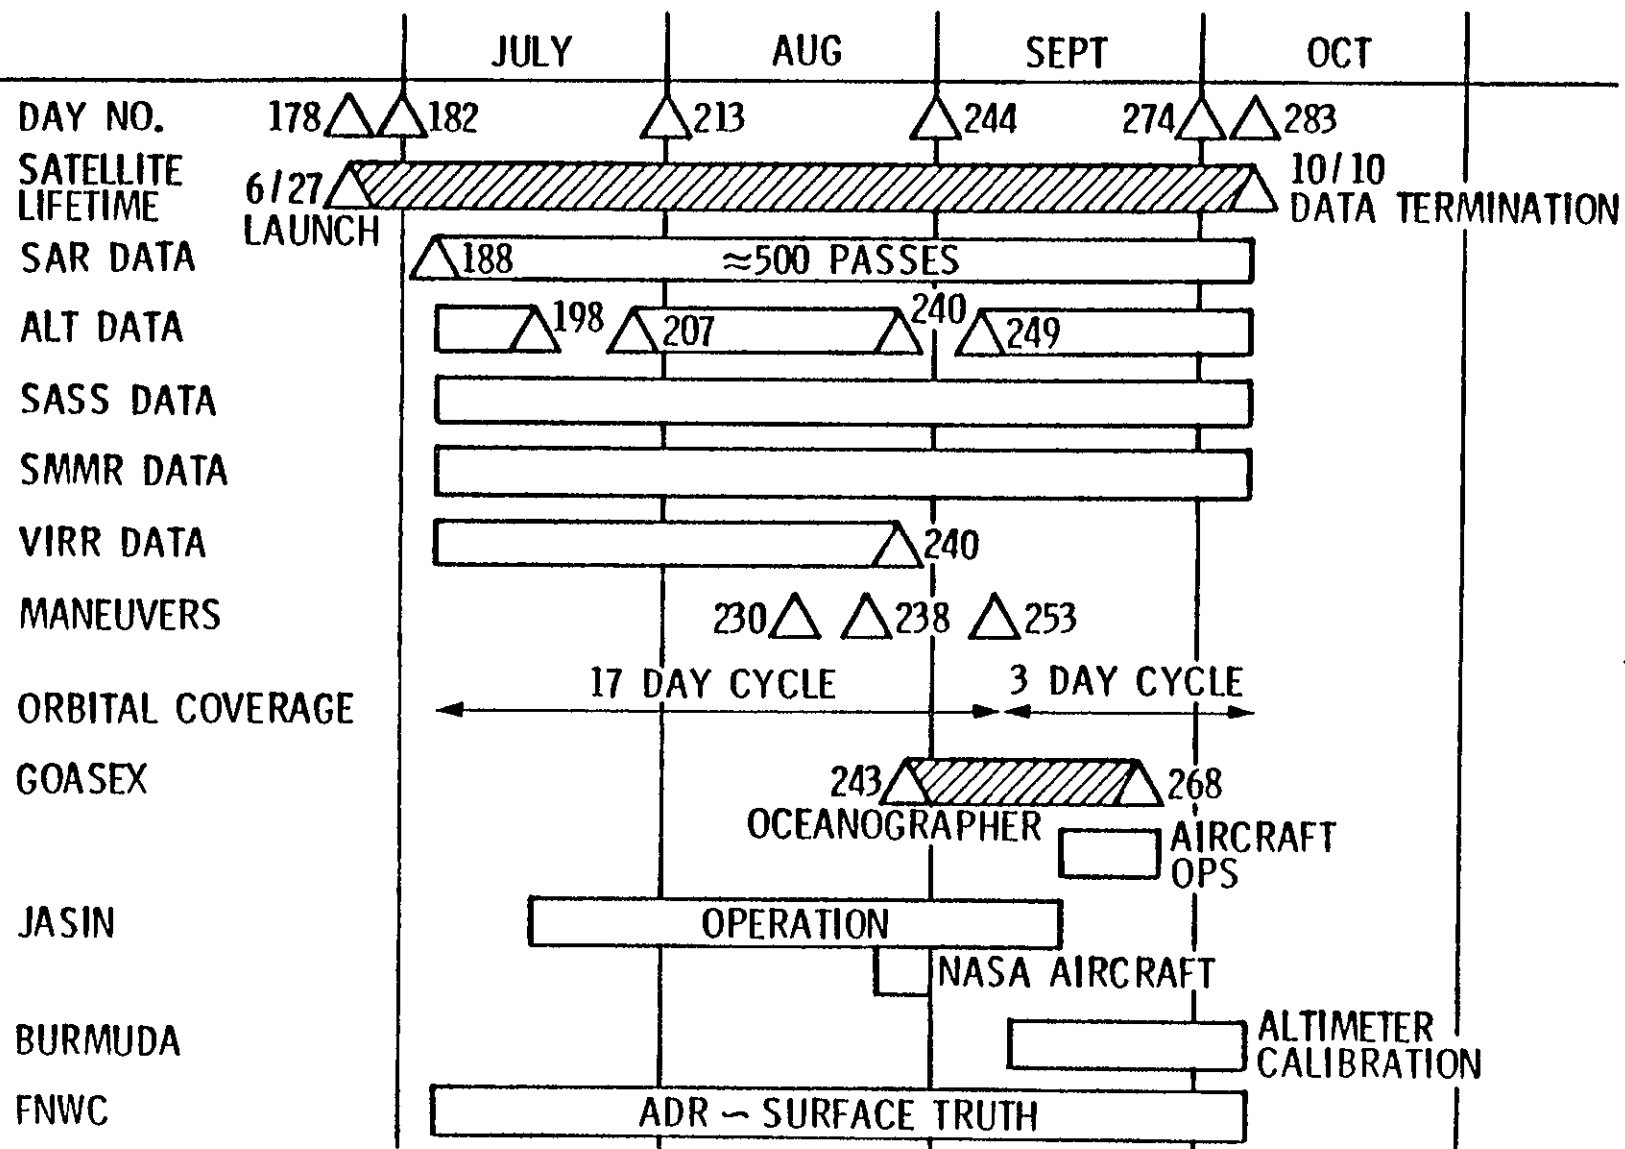 JULY AUG SEPT OCT
DAY NO. 178 182 213 244 274 283
SATELLITE
LIFETIME
6/27
LAUNCH
10/10
DATA TERMINATION
SAR DATA 188 ≈500 PASSES
ALT DATA 198 207 240 249
SASS DATA
SMMR DATA
VIRR DATA 240
MANEUVERS 230 238 253
ORBITAL COVERAGE 17 DAY CYCLE 3 DAY CYCLE
GOASEX 243 268
OCEANOGRAPHER
AIRCRAFT
OPS
JASIN OPERATION
NASA AIRCRAFT
BURMUDA
ALTIMETER
CALIBRATION
FNWC ADR ~ SURFACE TRUTH